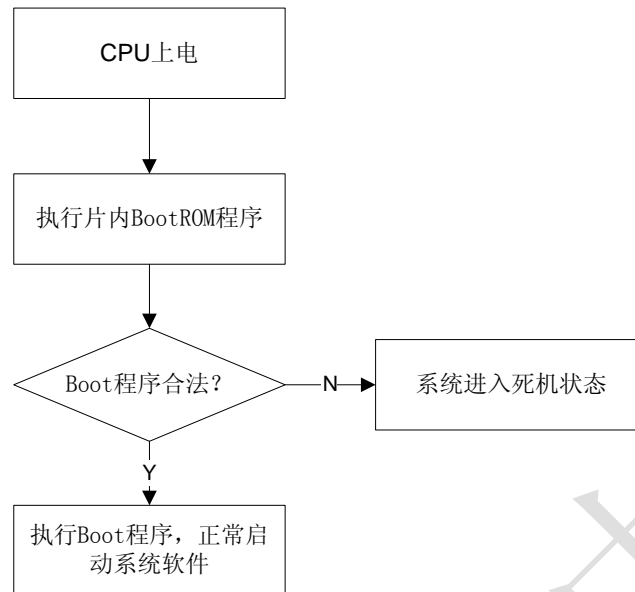 CPU上电
执行片内BootROM程序
Boot程序合法？
N
系统进入死机状态
Y
执行Boot程序，正常启
动系统软件